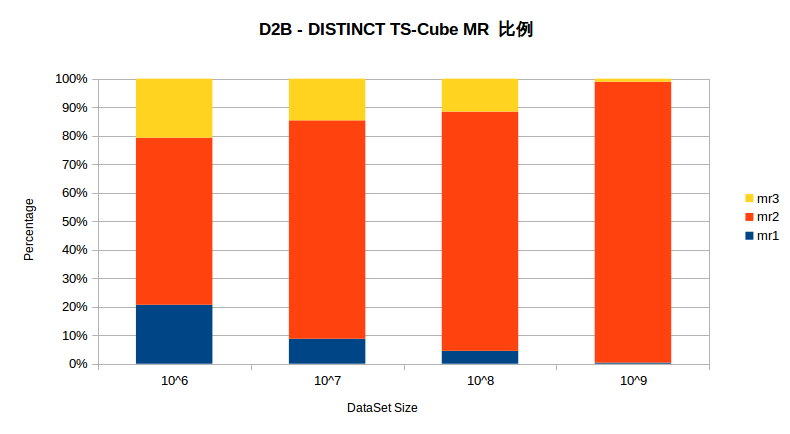 D2B - DISTINCT TS-Cube MR 比例
100%
90%
80%
70%
60%
50%
40%
30%
20%
10%
0%
Percentage
10^6
10^7
10^8
10^9
DataSet Size
mr3
mr2
mr1